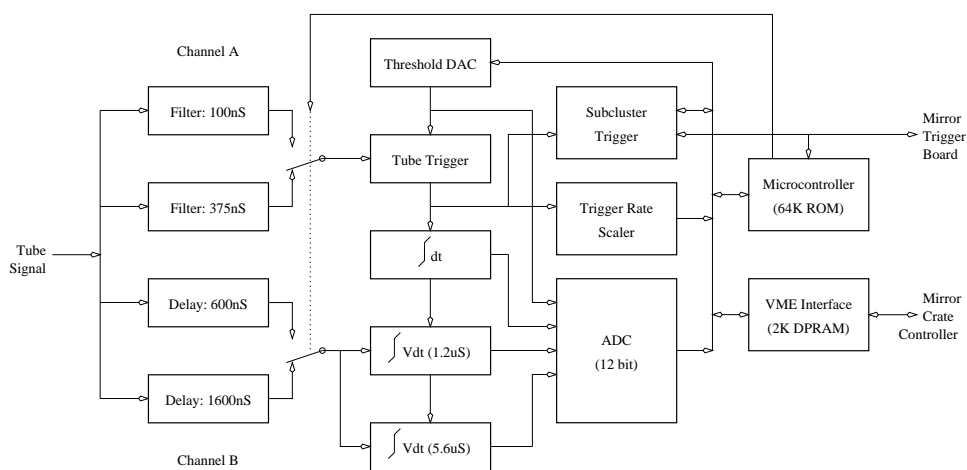 Channel A
Threshold DAC
Filter: 100nS
Subcluster
Trigger
Mirror
Trigger
Board
Tube Trigger
Microcontroller
(64K ROM)
Filter: 375nS
Trigger Rate
Scaler
Tube
Signal
∫ dt
Delay: 600nS
VME Interface
(2K DPRAM)
Mirror
Crate
Controller
ADC
(12 bit)
∫ Vdt (1.2uS)
Delay: 1600nS
∫ Vdt (5.6uS)
Channel B